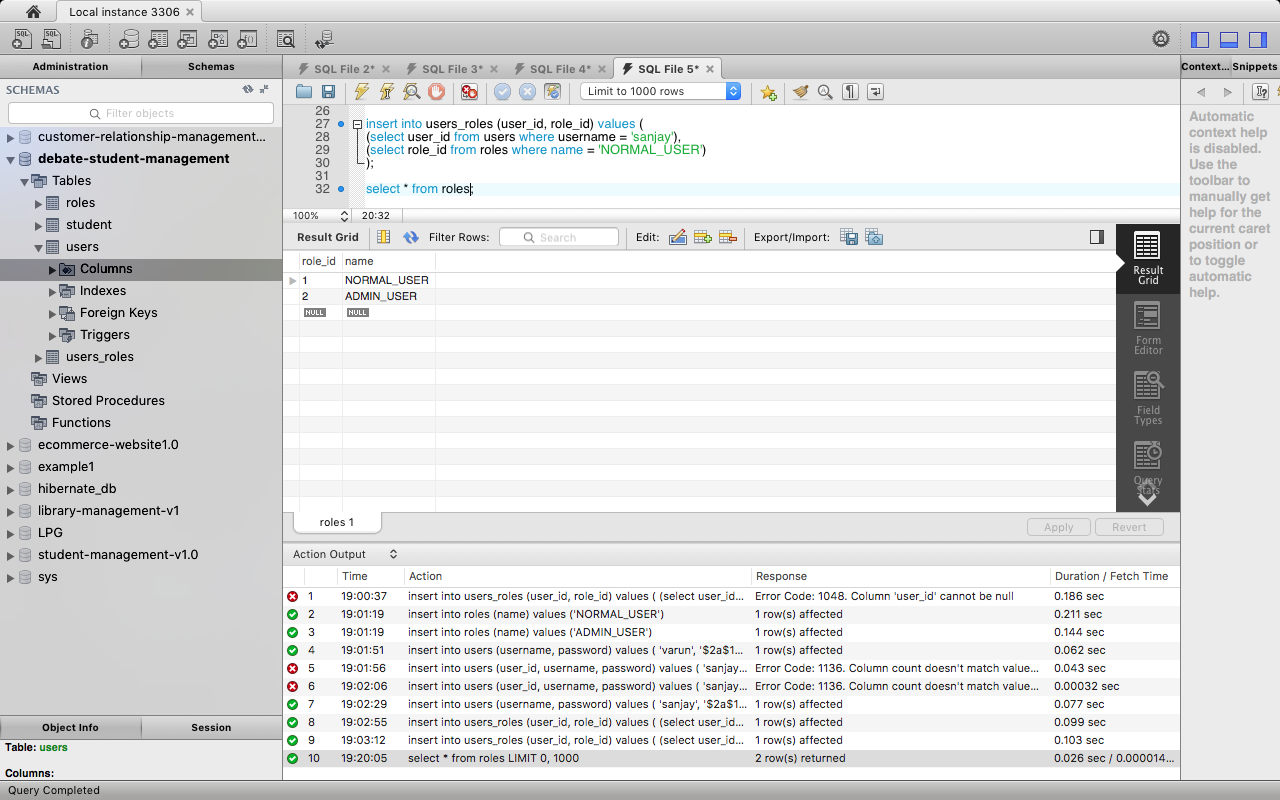 Local instance 3306
Administration
Schemas
SQL File 2*
SQL File 3*
SQL File 4*
SQL File 5*
Context...
Snippets
SCHEMAS
Filter objects
customer-relationship-management...
debate-student-management
Tables
roles
student
users
Columns
Indexes
Foreign Keys
Triggers
users_roles
Views
Stored Procedures
Functions
ecommerce-website1.0
example1
hibernate_db
library-management-v1
LPG
student-management-v1.0
sys
Object Info
Session
Table: users
Columns:
Query Completed
Limit to 1000 rows
26
27 insert into users_roles (user_id, role_id) values (
28 (select user_id from users where username = 'sanjay'),
29 (select role_id from roles where name = 'NORMAL_USER')
30 );
31
32 select * from roles;
100%
20:32
Result Grid
Filter Rows:
Search
Edit:
Export/Import:
role_id name
1 NORMAL_USER
2 ADMIN_USER
NULL NULL
Result
Grid
Form
Editor
Field
Types
Query
Stats
roles 1
Apply
Revert
Automatic
context help
is disabled.
Use the
toolbar to
manually get
help for the
current caret
position or
to toggle
automatic
help.
Action Output
Time Action Response Duration / Fetch Time
1 19:00:37 insert into users_roles (user_id, role_id) values ( (select user_id... Error Code: 1048. Column 'user_id' cannot be null 0.186 sec
2 19:01:19 insert into roles (name) values ('NORMAL_USER') 1 row(s) affected 0.211 sec
3 19:01:19 insert into roles (name) values ('ADMIN_USER') 1 row(s) affected 0.144 sec
4 19:01:51 insert into users (username, password) values ( 'varun', '$2a$1... 1 row(s) affected 0.062 sec
5 19:01:56 insert into users (user_id, username, password) values ( 'sanjay... Error Code: 1136. Column count doesn't match value... 0.043 sec
6 19:02:06 insert into users (user_id, username, password) values ( 'sanjay... Error Code: 1136. Column count doesn't match value... 0.00032 sec
7 19:02:29 insert into users (username, password) values ( 'sanjay', '$2a$1... 1 row(s) affected 0.077 sec
8 19:02:55 insert into users_roles (user_id, role_id) values ( (select user_id... 1 row(s) affected 0.099 sec
9 19:03:12 insert into users_roles (user_id, role_id) values ( (select user_id... 1 row(s) affected 0.103 sec
10 19:20:05 select * from roles LIMIT 0, 1000 2 row(s) returned 0.026 sec / 0.000014...